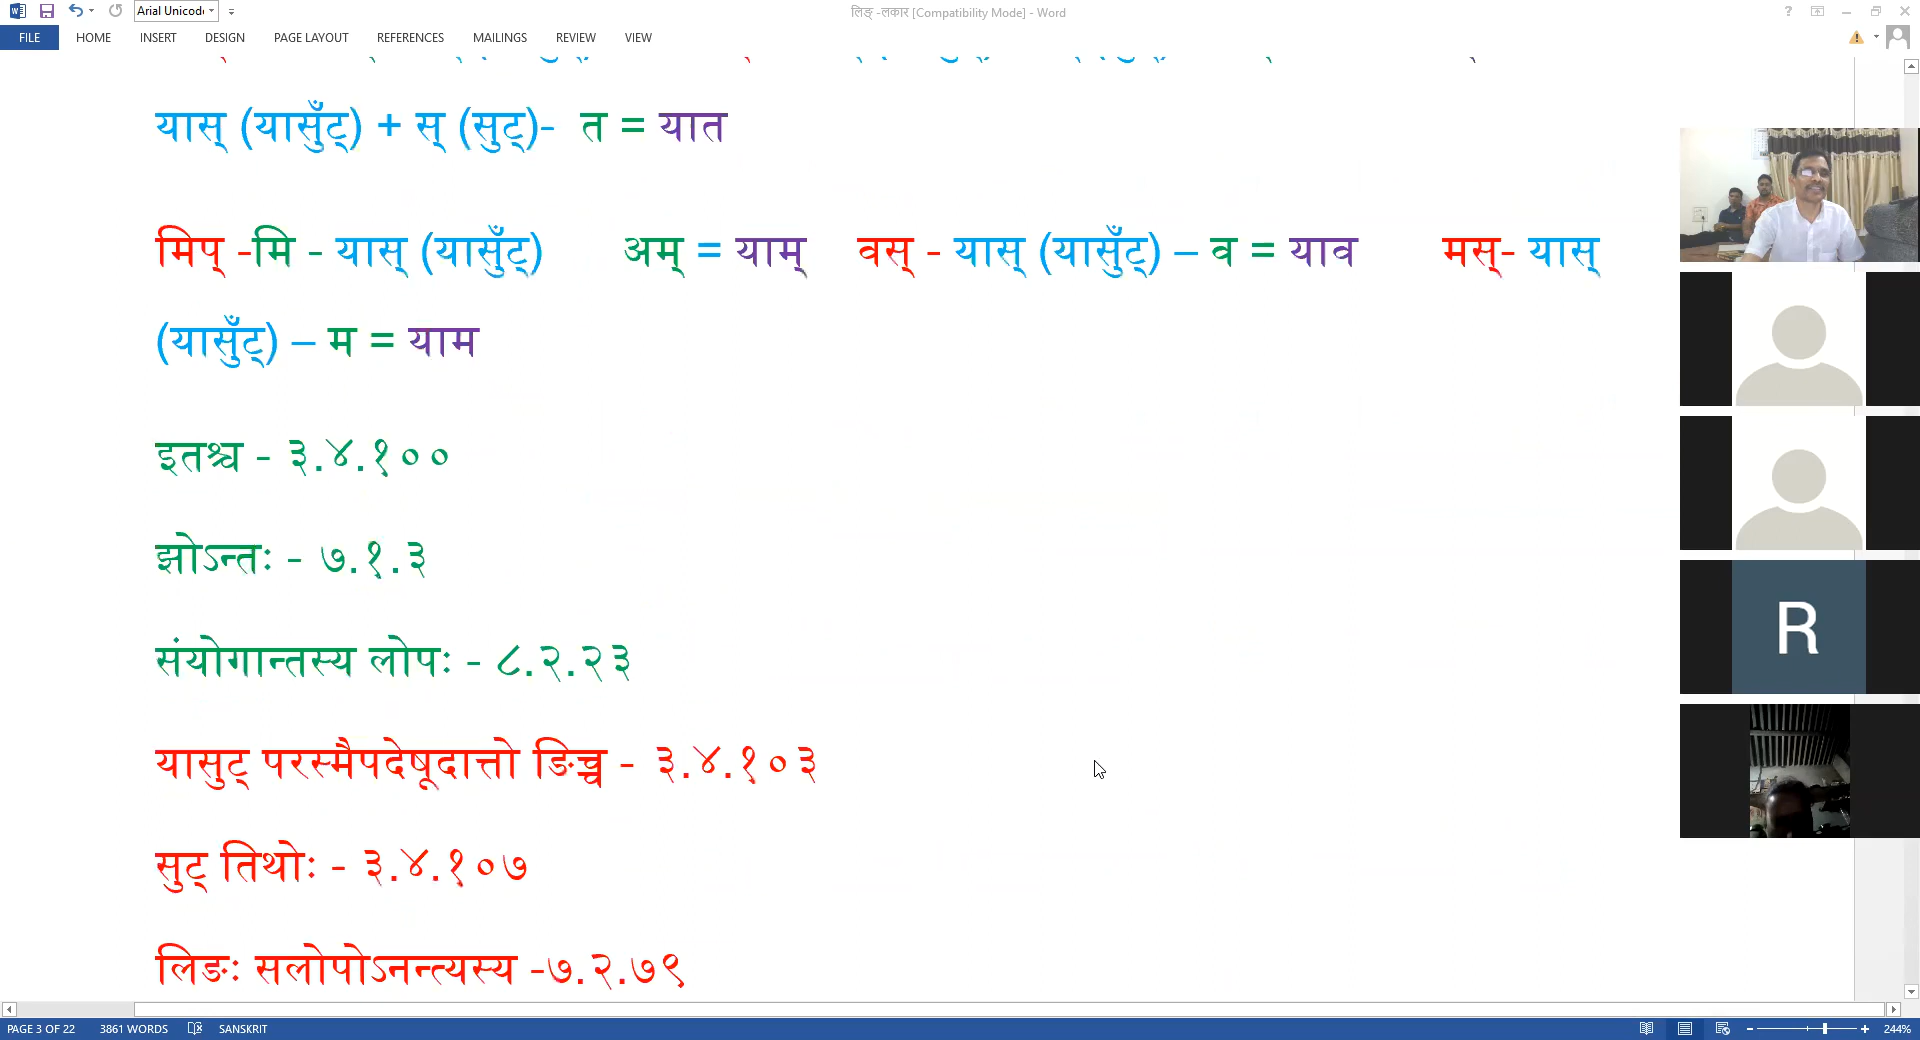 Arial Unicode
लिङ् -लकार [Compatibility Mode] - Word
FILE HOME INSERT DESIGN PAGE LAYOUT REFERENCES MAILINGS REVIEW VIEW
यास् (यासुँट्) + स् (सुट्)- त = यात
मिप् -मि - यास् (यासुँट्) अम् = याम् वस् - यास् (यासुँट्) – व = याव मस्- यास्
(यासुँट्) – म = याम
इतश्च - ३.४.१००
झोऽन्तः - ७.१.३
संयोगान्तस्य लोपः - ८.२.२३
यासुट् परस्मैपदेषूदात्तो ङिच्च - ३.४.१०३
सुट् तिथोः - ३.४.१०७
लिङः सलोपोऽनन्त्यस्य -७.२.७९
R
PAGE 3 OF 22 3861 WORDS SANSKRIT 244%